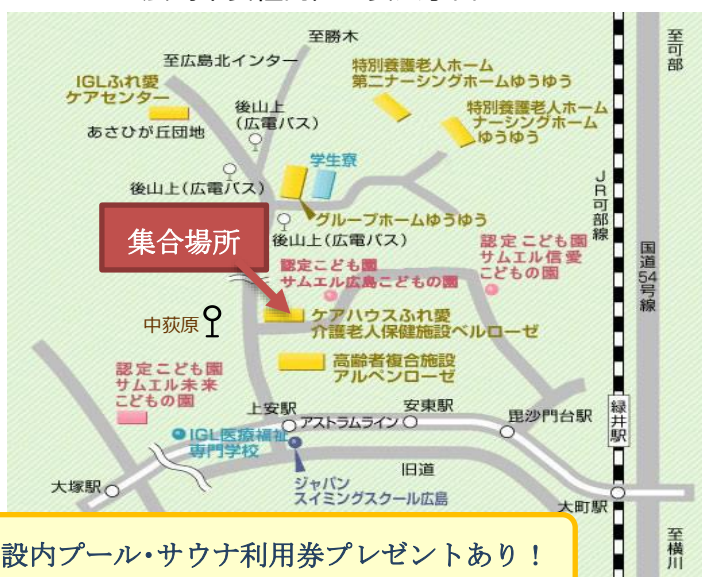 至勝木
至広島北インター
至可部
IGLふれ愛
ケアセンター
あさひが丘団地
後山上
(広電バス)
特別養護老人ホーム
第二ナーシングホームゆうゆう
特別養護老人ホーム
ナーシングホーム
ゆうゆう
学生寮
後山上(広電バス)
グループホームゆうゆう
後山上(広電バス)
JR可部線
国道54号線
集合場所
認定こども園
サムエル広島こどもの園
認定こども園
サムエル信愛
こどもの園
中荻原
ケアハウスふれ愛
介護老人保健施設ベルローゼ
高齢者複合施設
アルペンローゼ
認定こども園
サムエル未来
こどもの園
上安駅
アストラムライン
安東駅
毘沙門台駅
緑井駅
IGL医療福祉
専門学校
旧道
ジャパン
スイミングスクール広島
大塚駅
大町駅
至横川
設内プール・サウナ利用券プレゼントあり！